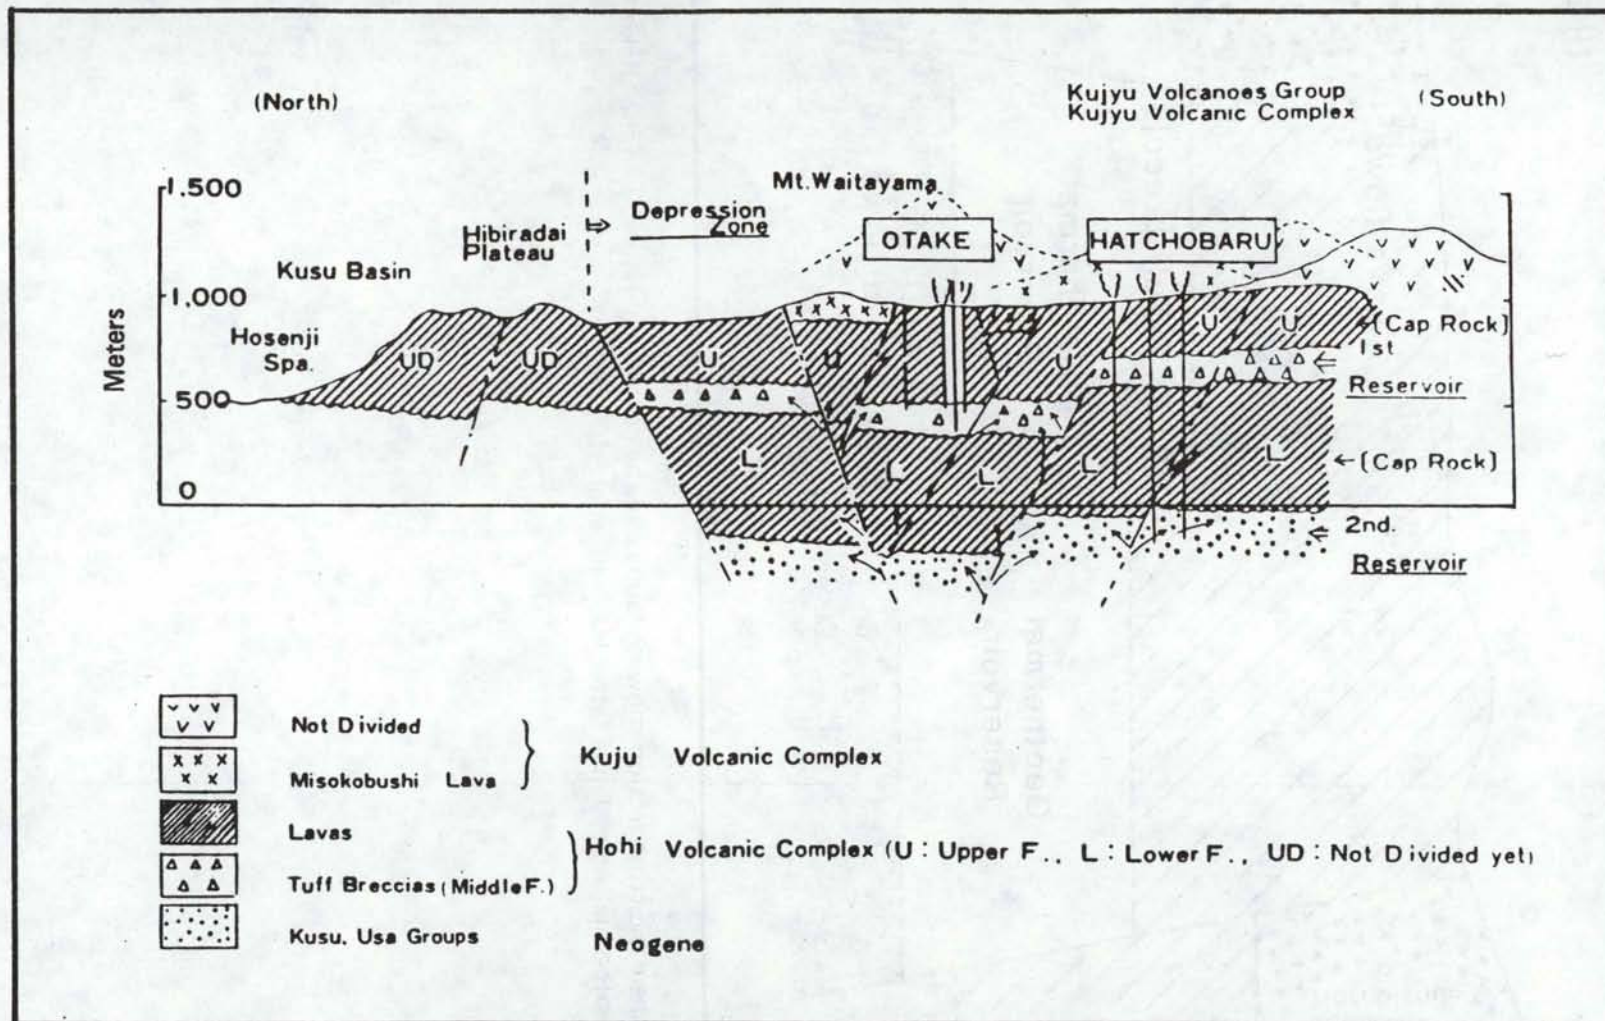 (North)
Kujyu Volcanoes Group
Kujyu Volcanic Complex
(South)
1.500
1.000
500
0
Meters
Mt. Waitayama
Depression
Zone
Hibiradai
Plateau
Kusu Basin
Hosenji
Spa.
OTAKE
HATCHOBARU
UD
UD
U
U
U
U
U
L
L
L
L
L
[Cap Rock]
1st
Reservoir
[Cap Rock]
2nd.
Reservoir
Not Divided
Misokobushi Lava
Kuju Volcanic Complex
Lavas
Tuff Breccias (Middle F.)
Hohi Volcanic Complex (U : Upper F., L : Lower F., UD : Not Divided yet)
Kusu. Usa Groups
Neogene